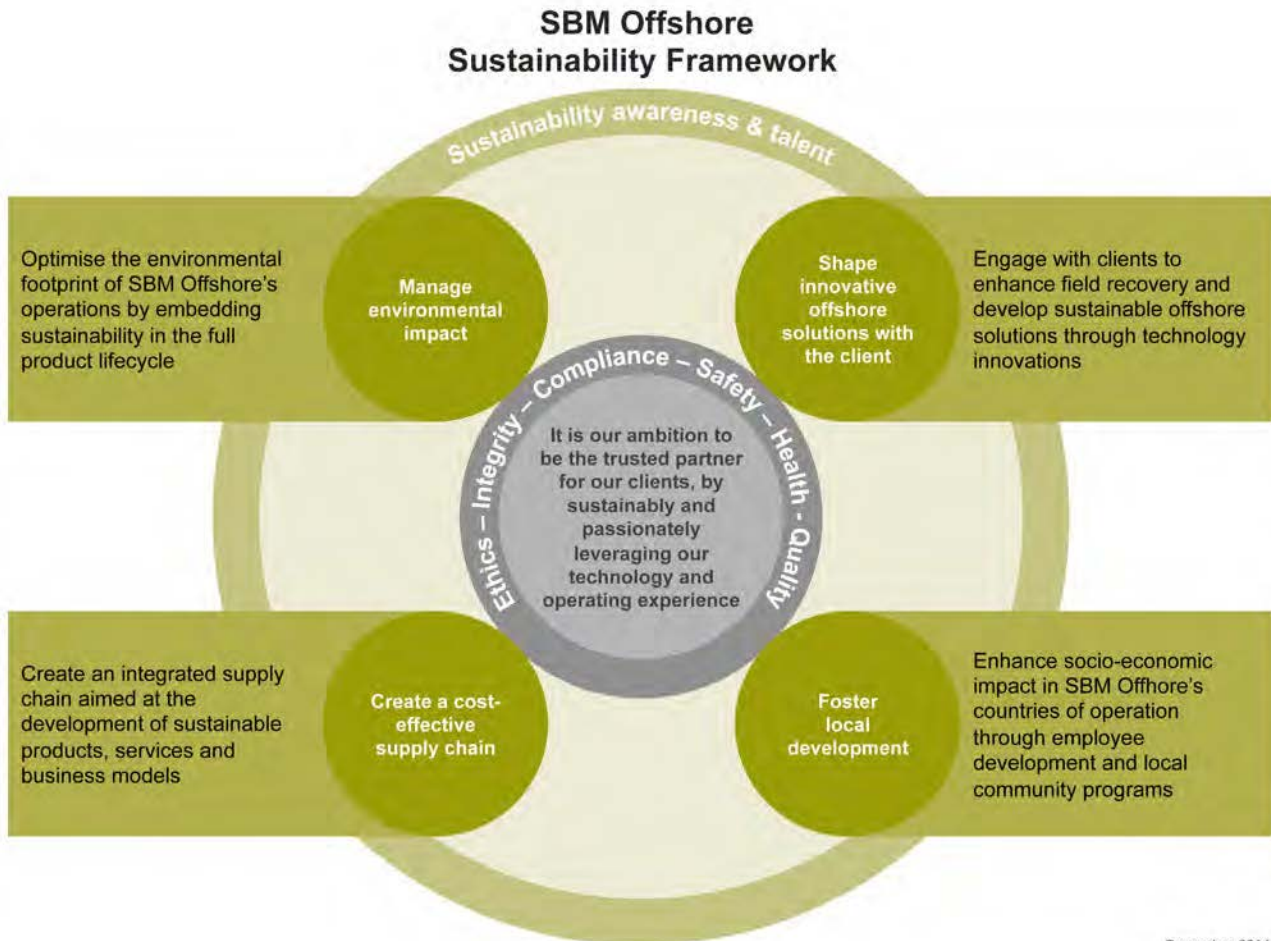 SBM Offshore
Sustainability Framework
Sustainability awareness & talent
Optimise the environmental
footprint of SBM Offshore's
operations by embedding
sustainability in the full
product lifecycle
Manage
environmental
impact
Shape
innovative
offshore
solutions with
the client
Engage with clients to
enhance field recovery and
develop sustainable offshore
solutions through technology
innovations
Ethics – Integrity – Compliance – Safety – Health - Quality
It is our ambition to
be the trusted partner
for our clients, by
sustainably and
passionately
leveraging our
technology and
operating experience
Create an integrated supply
chain aimed at the
development of sustainable
products, services and
business models
Create a cost-
effective
supply chain
Foster
local
development
Enhance socio-economic
impact in SBM Offhore's
countries of operation
through employee
development and local
community programs